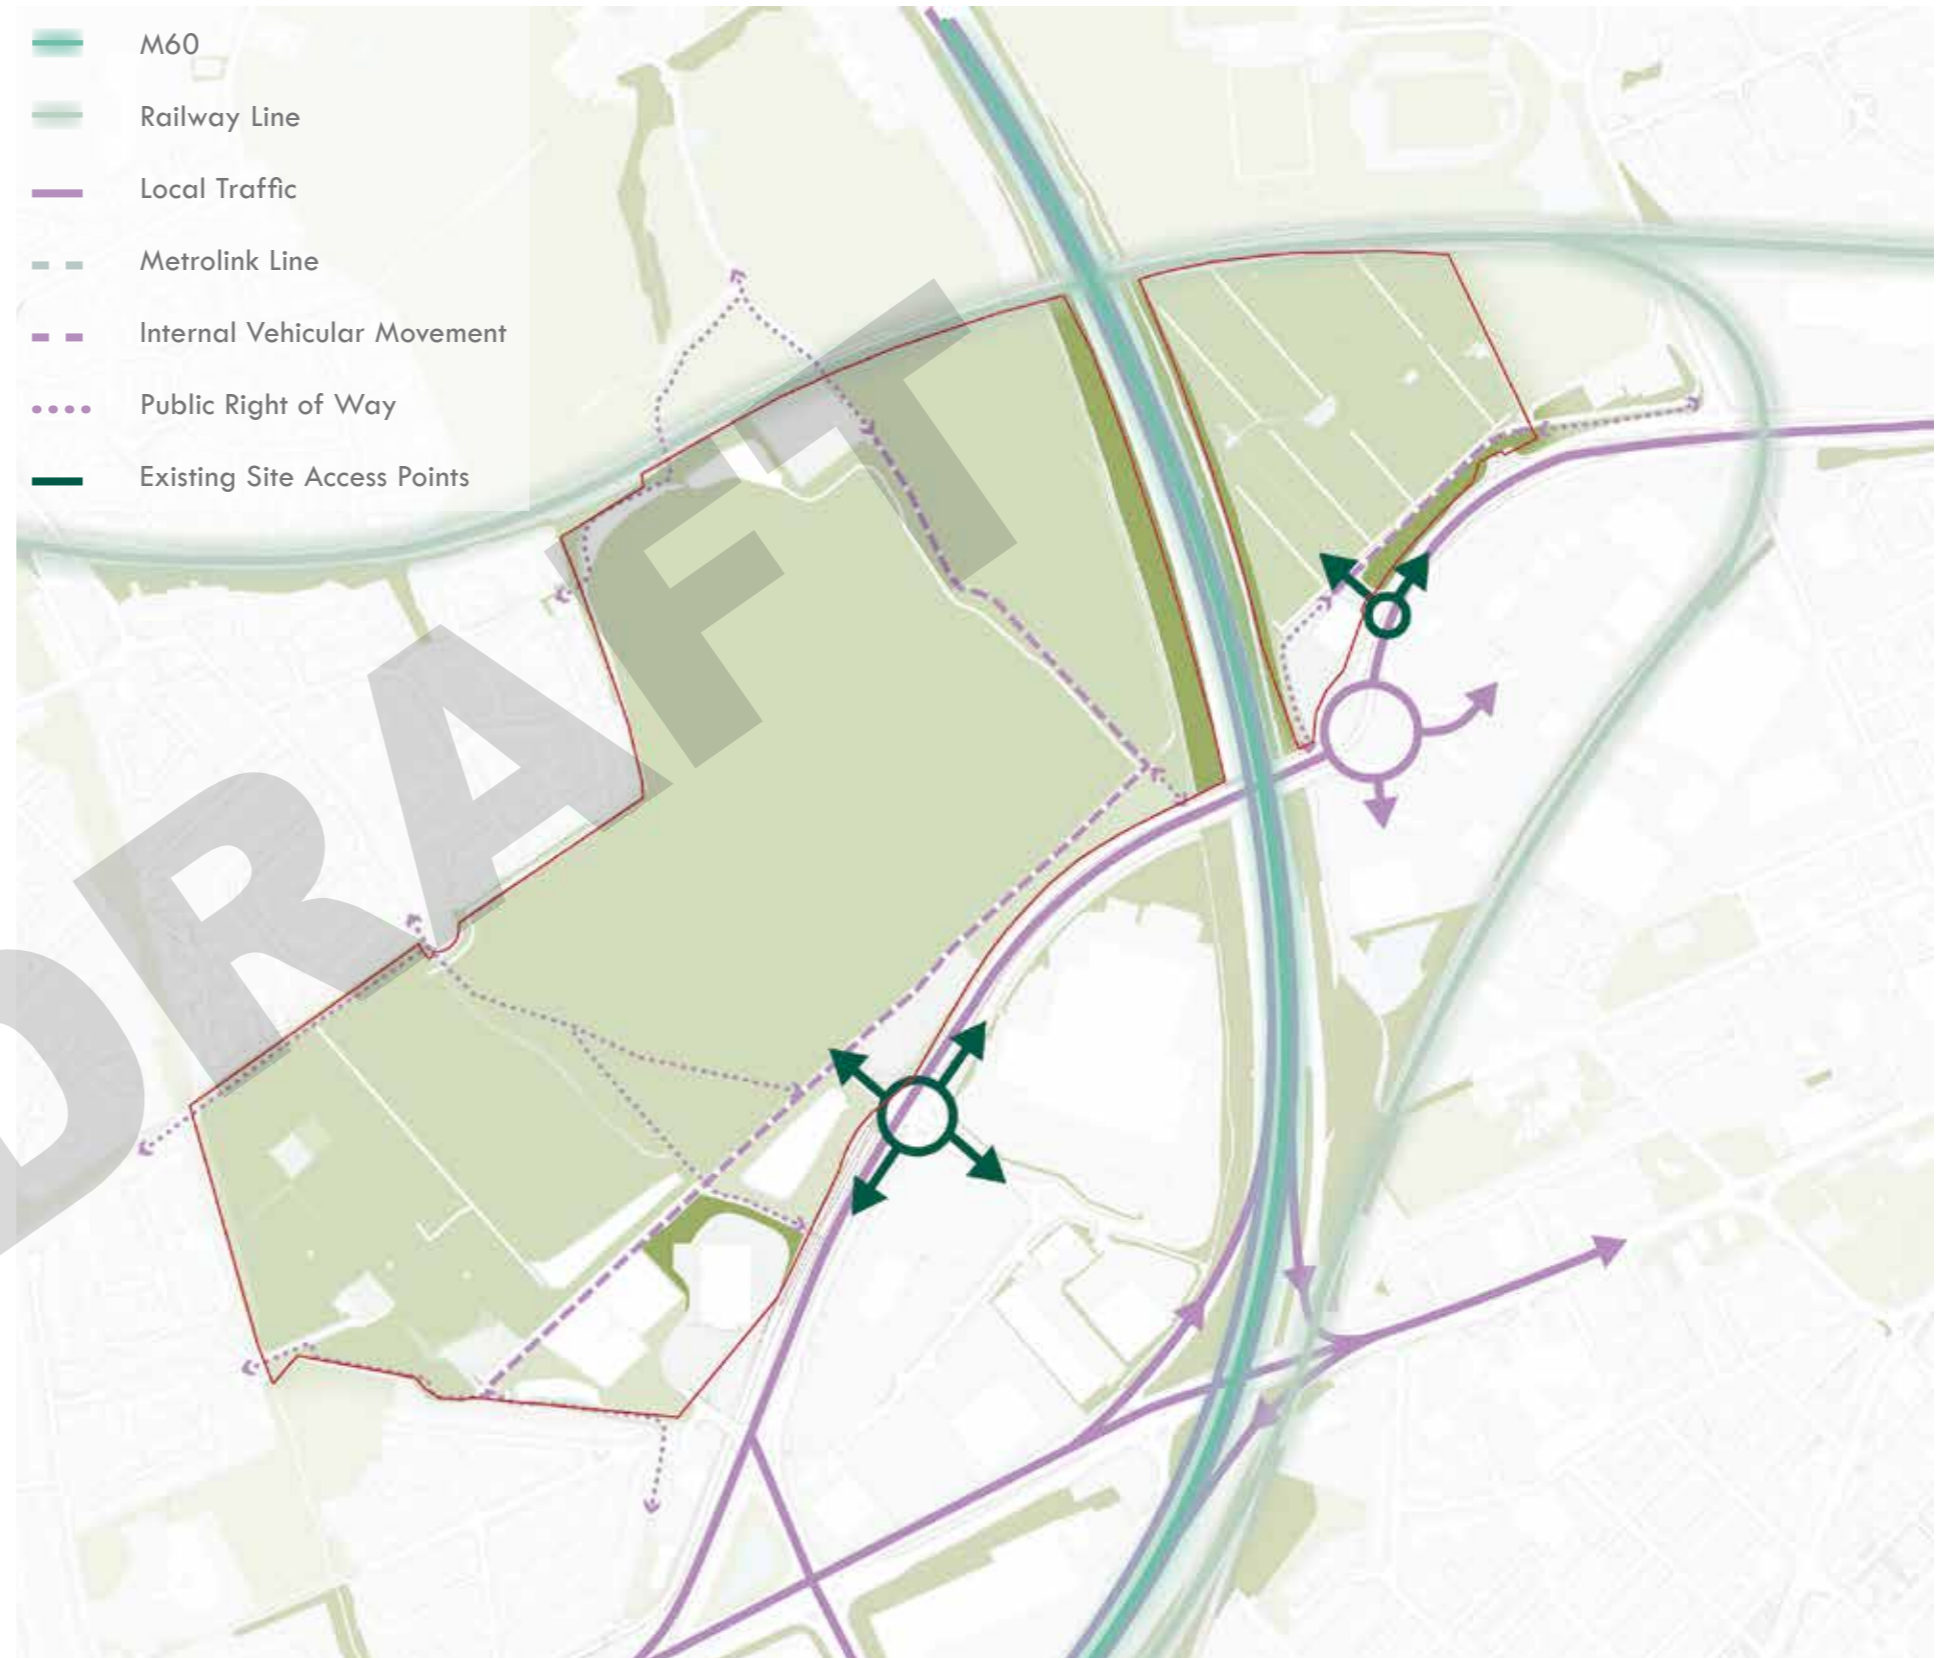 M60
Railway Line
Local Traffic
Metrolink Line
Internal Vehicular Movement
Public Right of Way
Existing Site Access Points
DRAFT